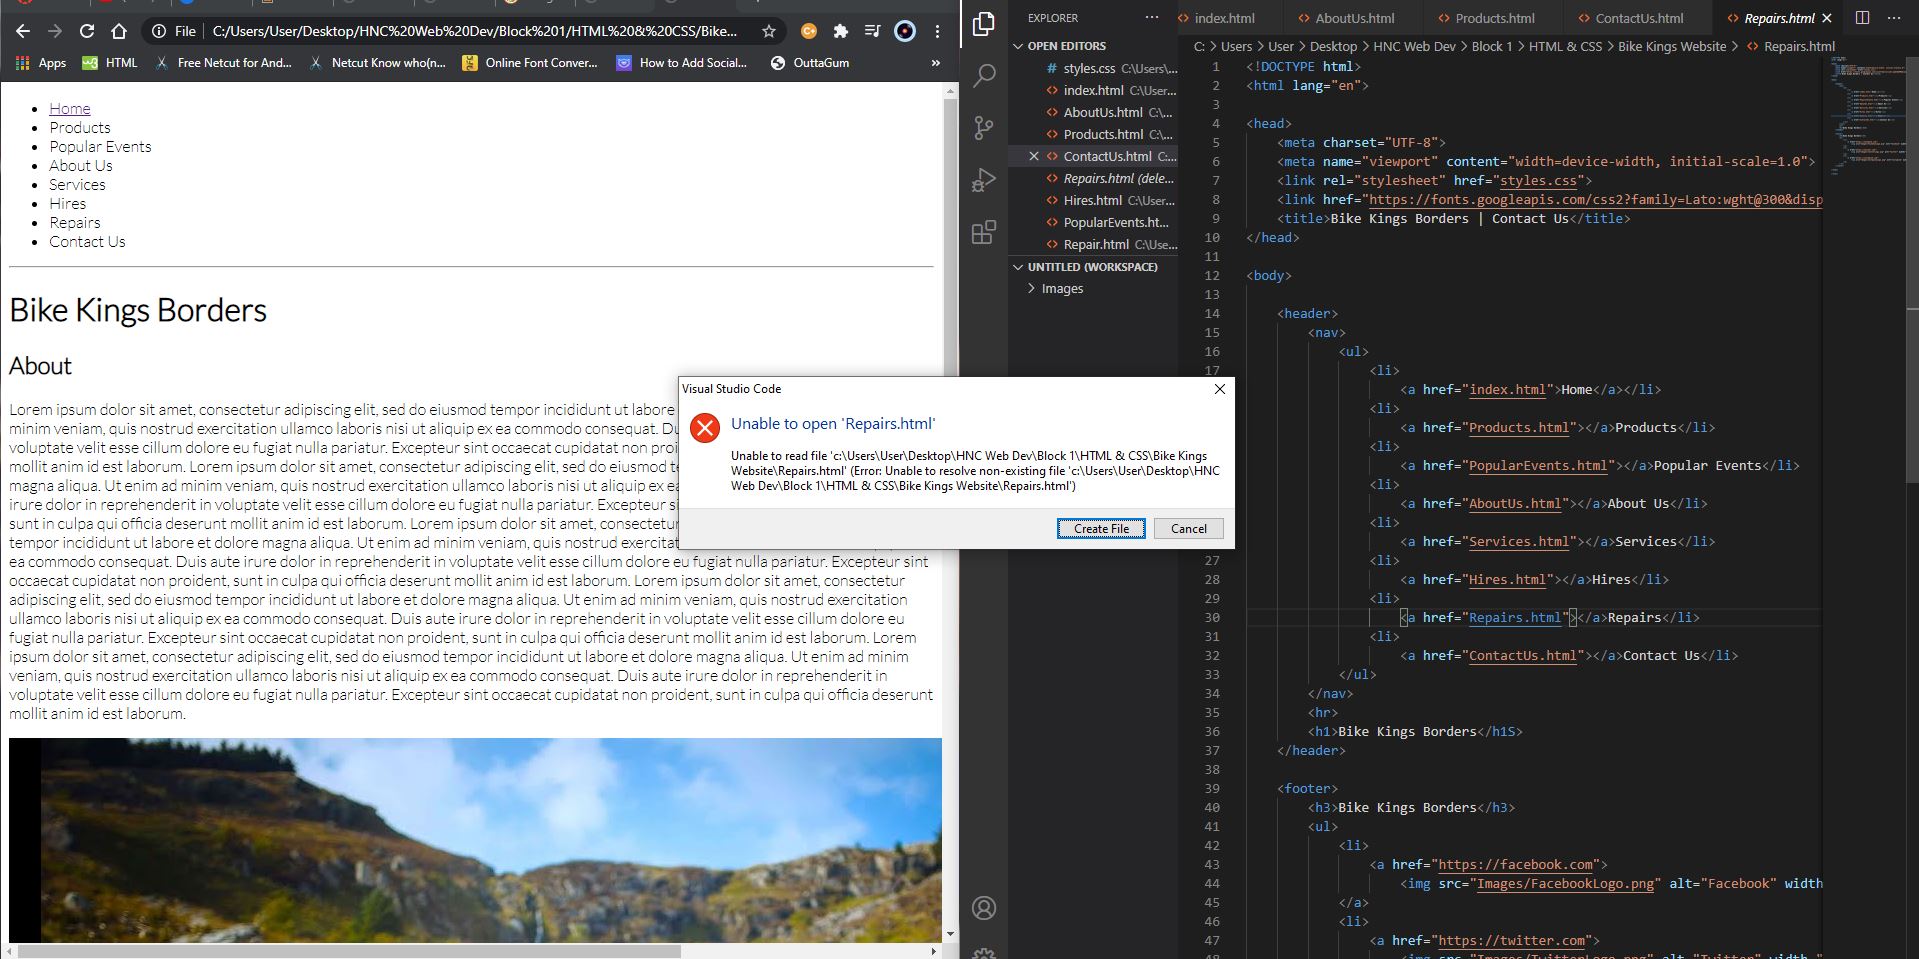 File C:/Users/User/Desktop/HNC%20Web%20Dev/Block%201/HTML%20&%20CSS/Bike...
Apps HTML Free Netcut for And... Netcut Know who(n... Online Font Conver... How to Add Social... OuttaGum »
Home
Products
Popular Events
About Us
Services
Hires
Repairs
Contact Us
Bike Kings Borders
About
Lorem ipsum dolor sit amet, consectetur adipiscing elit, sed do eiusmod tempor incididunt ut labore
minim veniam, quis nostrud exercitation ullamco laboris nisi ut aliquip ex ea commodo consequat. Du
voluptate velit esse cillum dolore eu fugiat nulla pariatur. Excepteur sint occaecat cupidatat non proi
mollit anim id est laborum. Lorem ipsum dolor sit amet, consectetur adipiscing elit, sed do eiusmod te
magna aliqua. Ut enim ad minim veniam, quis nostrud exercitation ullamco laboris nisi ut aliquip ex ea
irure dolor in reprehenderit in voluptate velit esse cillum dolore eu fugiat nulla pariatur. Excepteur si
sunt in culpa qui officia deserunt mollit anim id est laborum. Lorem ipsum dolor sit amet, consectetur
tempor incididunt ut labore et dolore magna aliqua. Ut enim ad minim veniam, quis nostrud exercitat
ea commodo consequat. Duis aute irure dolor in reprehenderit in voluptate velit esse cillum dolore eu fugiat nulla pariatur. Excepteur sint
occaecat cupidatat non proident, sunt in culpa qui officia deserunt mollit anim id est laborum. Lorem ipsum dolor sit amet, consectetur
adipiscing elit, sed do eiusmod tempor incididunt ut labore et dolore magna aliqua. Ut enim ad minim veniam, quis nostrud exercitation
ullamco laboris nisi ut aliquip ex ea commodo consequat. Duis aute irure dolor in reprehenderit in voluptate velit esse cillum dolore eu
fugiat nulla pariatur. Excepteur sint occaecat cupidatat non proident, sunt in culpa qui officia deserunt mollit anim id est laborum. Lorem
ipsum dolor sit amet, consectetur adipiscing elit, sed do eiusmod tempor incididunt ut labore et dolore magna aliqua. Ut enim ad minim
veniam, quis nostrud exercitation ullamco laboris nisi ut aliquip ex ea commodo consequat. Duis aute irure dolor in reprehenderit in
voluptate velit esse cillum dolore eu fugiat nulla pariatur. Excepteur sint occaecat cupidatat non proident, sunt in culpa qui officia deserunt
mollit anim id est laborum.
Visual Studio Code
Unable to open 'Repairs.html'
Unable to read file 'c:\Users\User\Desktop\HNC Web Dev\Block 1\HTML & CSS\Bike Kings
Website\Repairs.html' (Error: Unable to resolve non-existing file 'c:\Users\User\Desktop\HNC
Web Dev\Block 1\HTML & CSS\Bike Kings Website\Repairs.html')
Create File Cancel
EXPLORER ...
OPEN EDITORS
# styles.css C:\Users\...
<> index.html C:\User...
<> AboutUs.html C:\...
<> Products.html C:\...
<> ContactUs.html C:...
<> Repairs.html (dele...
<> Hires.html C:\User...
<> PopularEvents.ht...
<> Repair.html C:\Use...
UNTITLED (WORKSPACE)
Images
<> index.html <> AboutUs.html <> Products.html <> ContactUs.html <> Repairs.html
C: > Users > User > Desktop > HNC Web Dev > Block 1 > HTML & CSS > Bike Kings Website > <> Repairs.html
1 <!DOCTYPE html>
2 <html lang="en">
3
4 <head>
5 <meta charset="UTF-8">
6 <meta name="viewport" content="width=device-width, initial-scale=1.0">
7 <link rel="stylesheet" href="styles.css">
8 <link href="https://fonts.googleapis.com/css2?family=Lato:wght@300&disp
9 <title>Bike Kings Borders | Contact Us</title>
10 </head>
11
12 <body>
13
14 <header>
15 <nav>
16 <ul>
17 <li>
<a href="index.html">Home</a></li>
<li>
<a href="Products.html"></a>Products</li>
<li>
<a href="PopularEvents.html"></a>Popular Events</li>
<li>
<a href="AboutUs.html"></a>About Us</li>
<li>
<a href="Services.html"></a>Services</li>
27 <li>
28 <a href="Hires.html"></a>Hires</li>
29 <li>
30 <a href="Repairs.html"></a>Repairs</li>
31 <li>
32 <a href="ContactUs.html"></a>Contact Us</li>
33 </ul>
34 </nav>
35 <hr>
36 <h1>Bike Kings Borders</h1S>
37 </header>
38
39 <footer>
40 <h3>Bike Kings Borders</h3>
41 <ul>
42 <li>
43 <a href="https://facebook.com">
44 <img src="Images/FacebookLogo.png" alt="Facebook" width
45 </a>
46 <li>
47 <a href="https://twitter.com">
48 <img src="Images/TwitterLogo.png" alt="Twitter" width